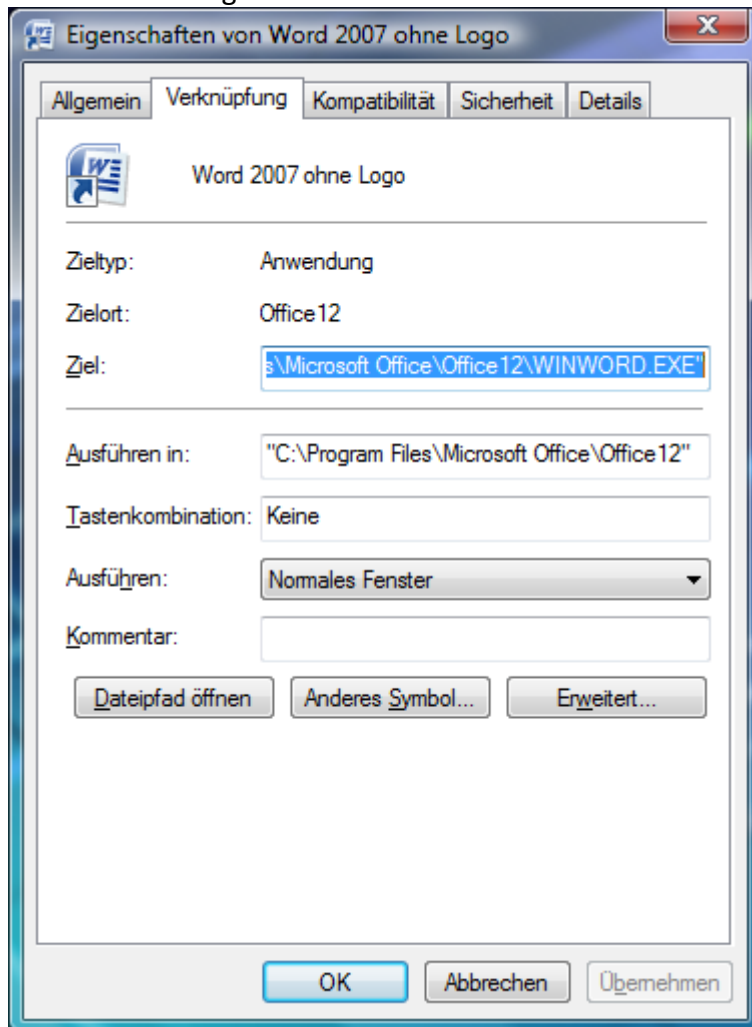 Eigenschaften von Word 2007 ohne Logo
Allgemein Verknüpfung Kompatibilität Sicherheit Details
Word 2007 ohne Logo
Zieltyp: Anwendung
Zielort: Office12
Ziel: s\Microsoft Office\Office12\WINWORD.EXE"
Ausführen in: "C:\Program Files\Microsoft Office\Office12"
Tastenkombination: Keine
Ausführen: Normales Fenster
Kommentar:
Dateipfad öffnen Anderes Symbol... Erweitert...
OK Abbrechen Übernehmen